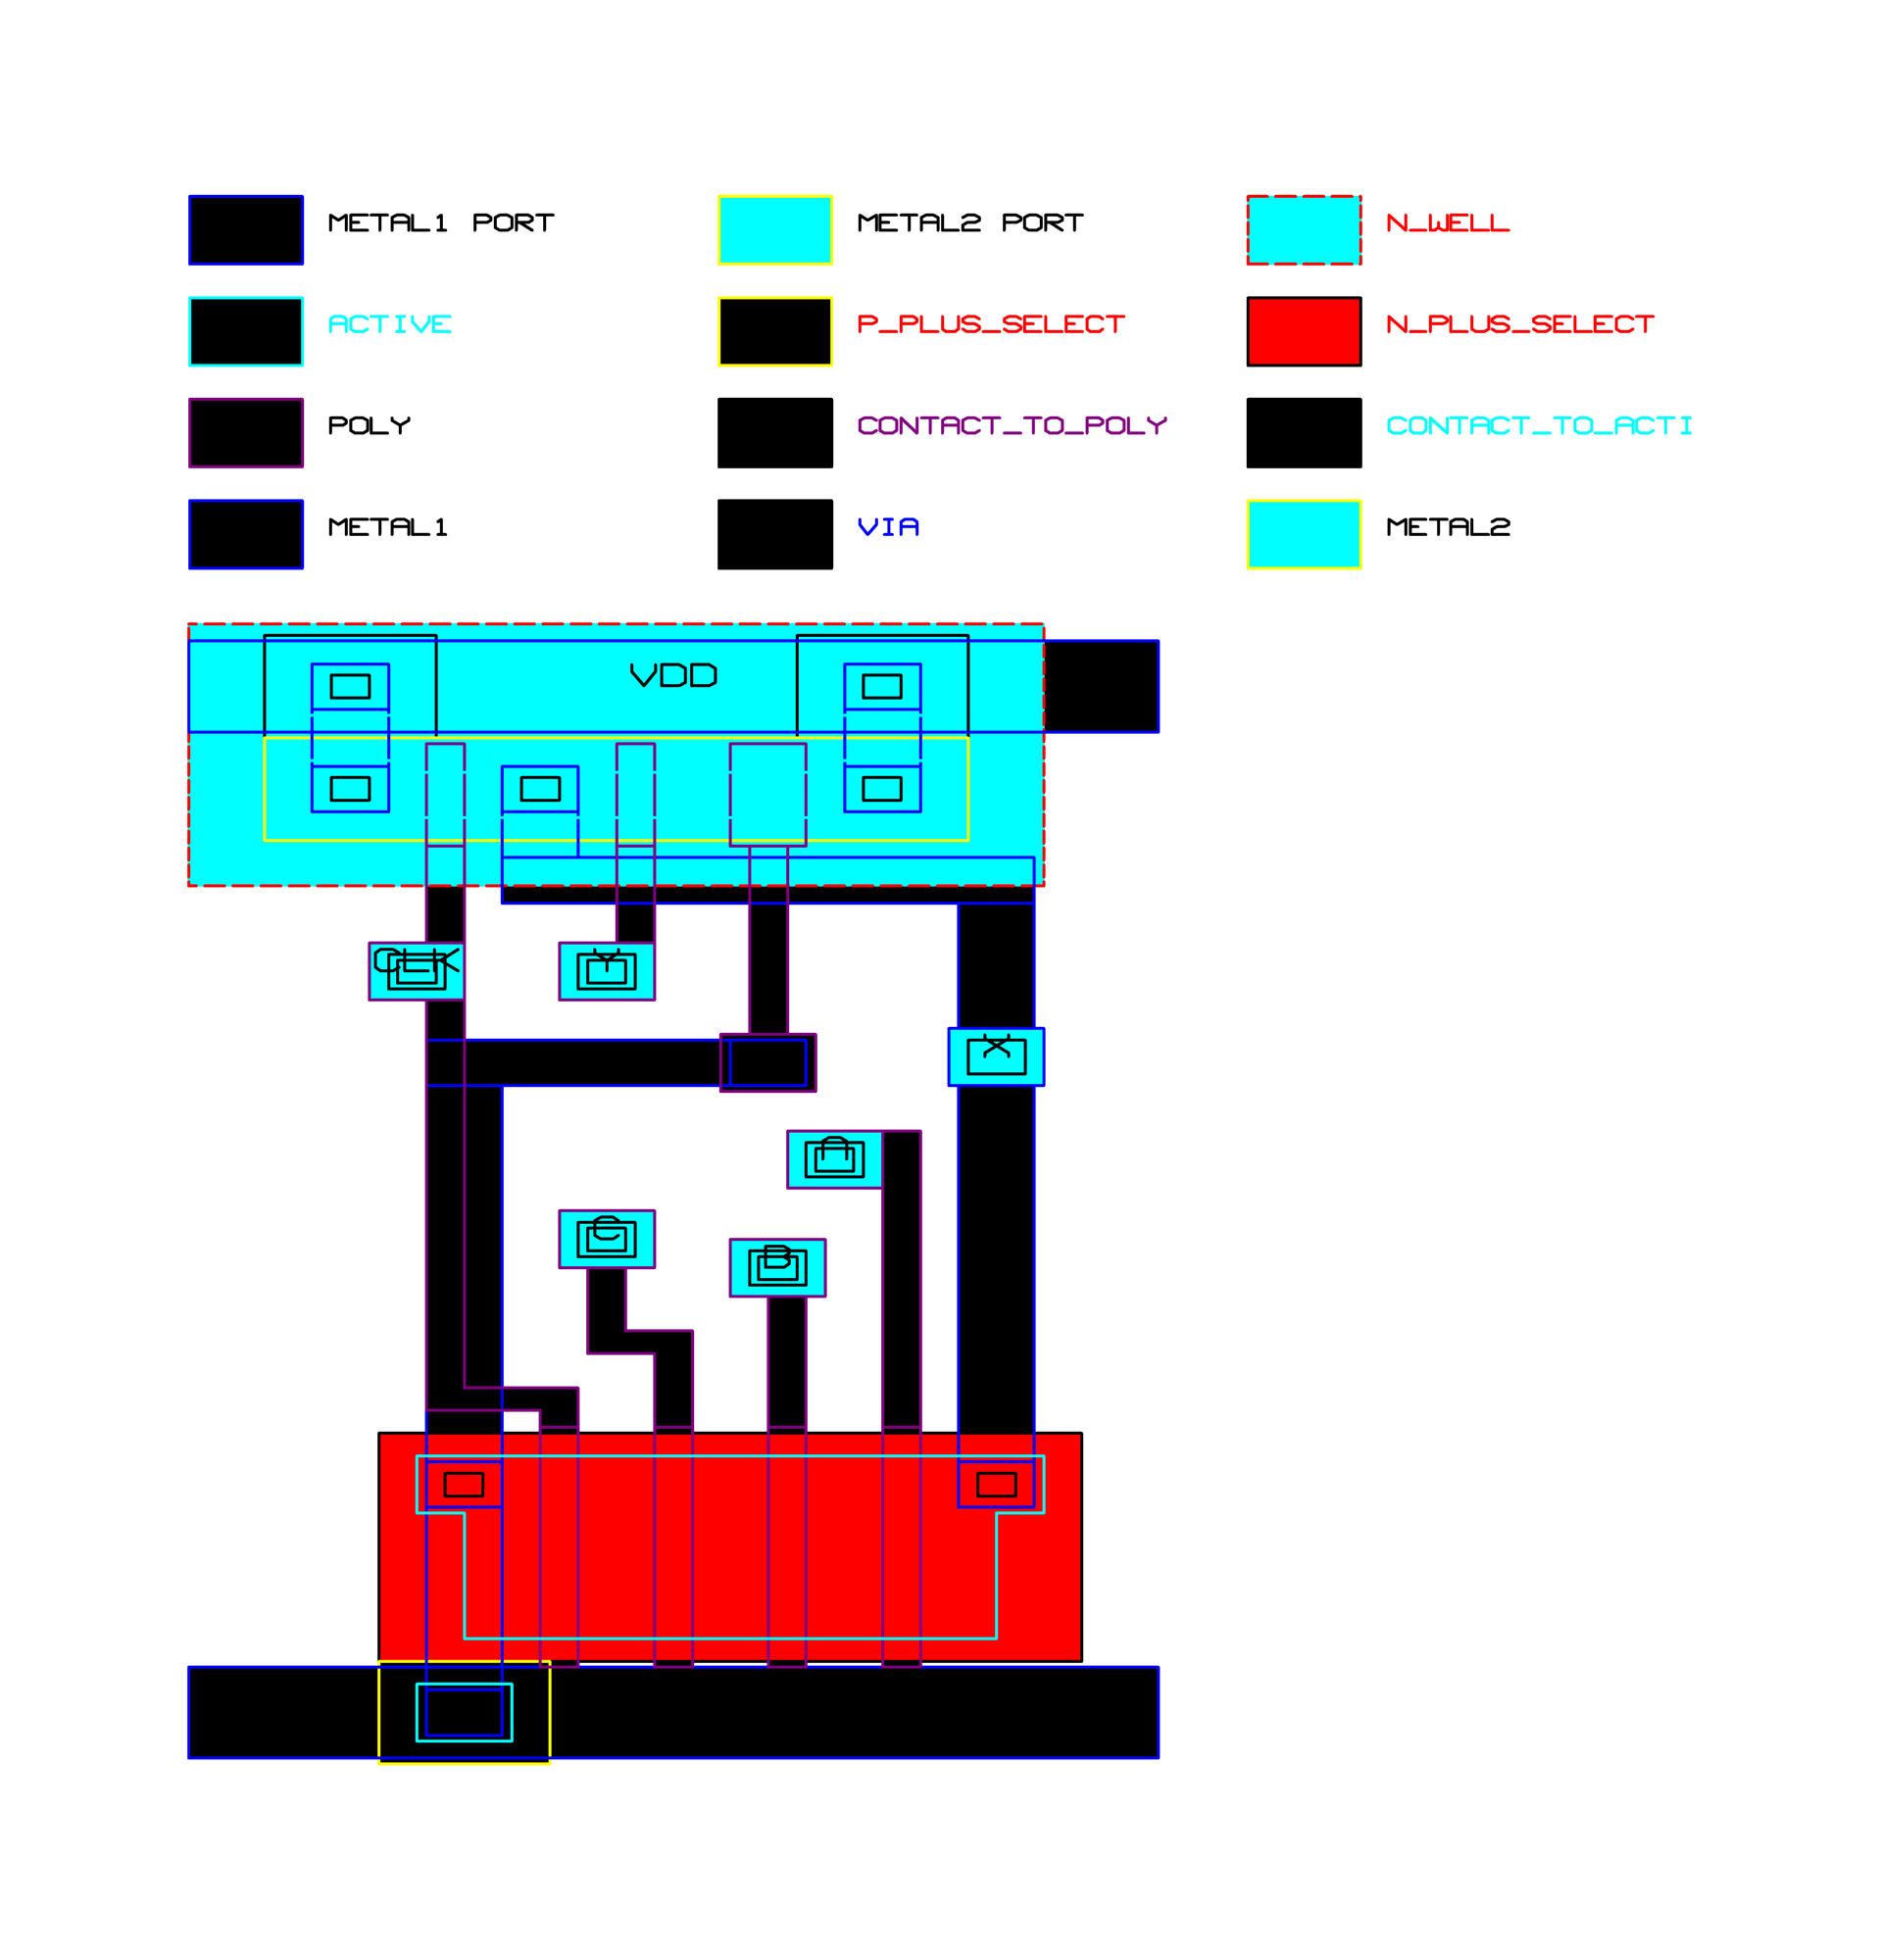 METAL1 PORT METAL2 PORT N_WELL
ACTIVE P_PLUS_SELECT N_PLUS_SELECT
POLY CONTACT_TO_POLY CONTACT_TO_ACTI
METAL1 VIA METAL2
VDD
CLK Y
X
A
C
B